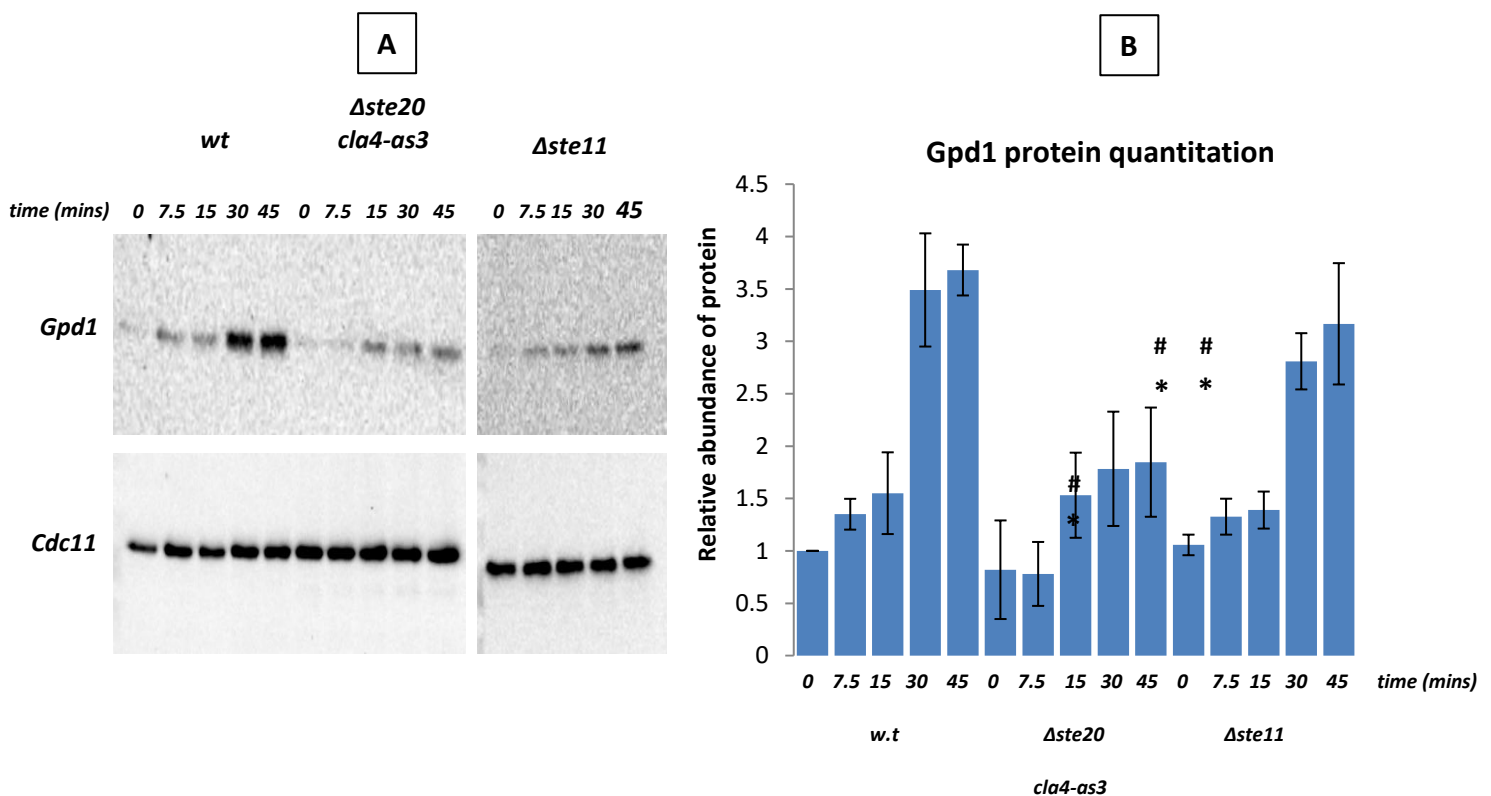 A
Δste20
wt cla4-as3 Δste11
time (mins) 0 7.5 15 30 45 0 7.5 15 30 45 0 7.5 15 30 45
Gpd1
Cdc11
B
Gpd1 protein quantitation
Relative abundance of protein
4.5
4
3.5
3
2.5
2
1.5
1
0.5
0
# #
* *
#
*
0 7.5 15 30 45 0 7.5 15 30 45 0 7.5 15 30 45 time (mins)
w.t Δste20 Δste11
cla4-as3